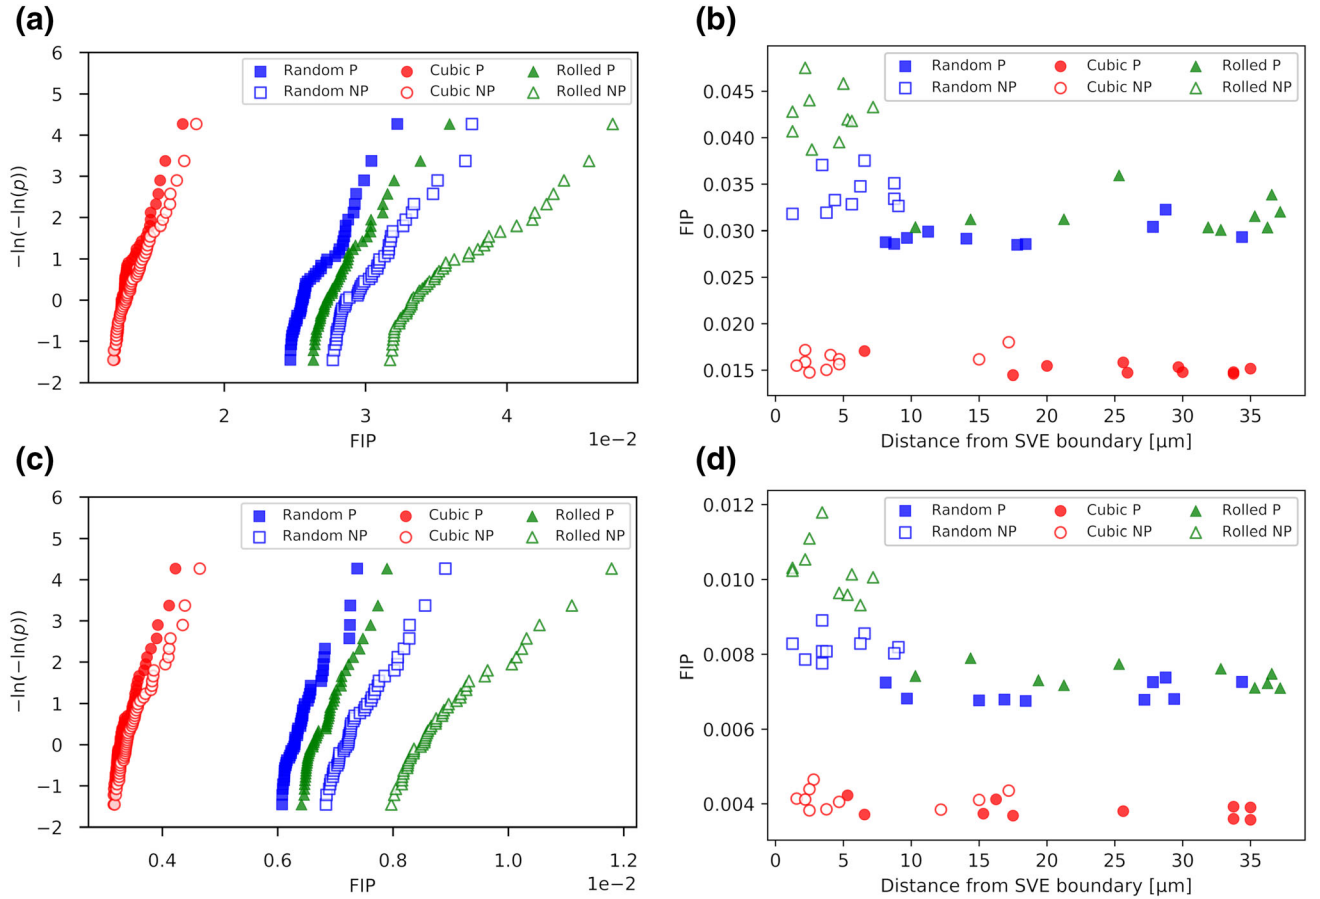 (a)
6
5
4
3
2
1
0
−1
−2
−ln(−ln(p))
Random P
Cubic P
Rolled P
Random NP
Cubic NP
Rolled NP
2
3
4
FIP
1e−2
(b)
0.045
0.040
0.035
0.030
0.025
0.020
0.015
FIP
Random P
Cubic P
Rolled P
Random NP
Cubic NP
Rolled NP
0
5
10
15
20
25
30
35
Distance from SVE boundary [μm]
(c)
6
5
4
3
2
1
0
−1
−2
−ln(−ln(p))
Random P
Cubic P
Rolled P
Random NP
Cubic NP
Rolled NP
0.4
0.6
0.8
1.0
1.2
FIP
1e−2
(d)
0.012
0.010
0.008
0.006
0.004
FIP
Random P
Cubic P
Rolled P
Random NP
Cubic NP
Rolled NP
0
5
10
15
20
25
30
35
Distance from SVE boundary [μm]